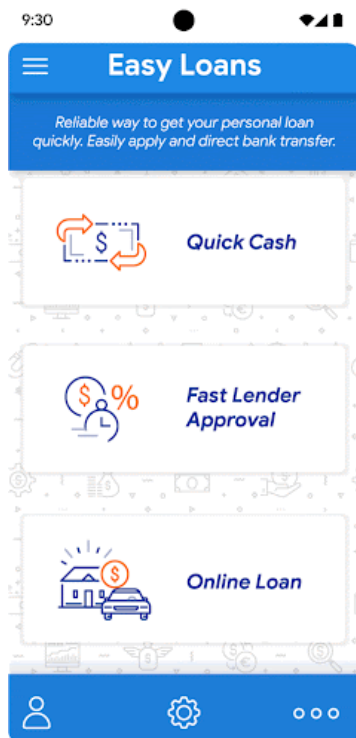 9:30
Easy Loans
Reliable way to get your personal loan
quickly. Easily apply and direct bank transfer.
$
Quick Cash
$ %
Fast Lender
Approval
$
Online Loan